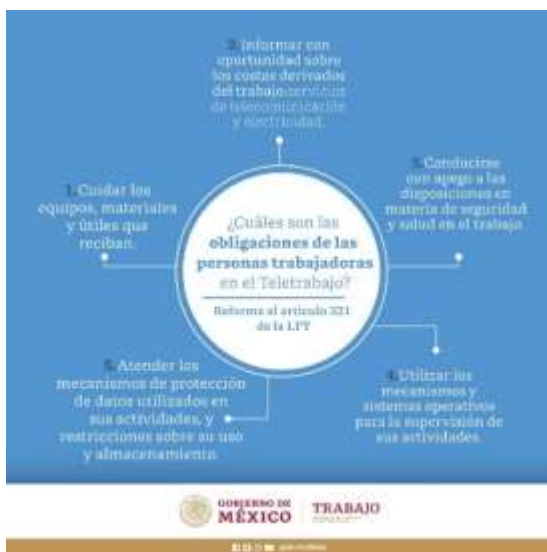 ¿Cuáles son las
obligaciones de las
personas trabajadoras
en el Teletrabajo?
Reforma al artículo 331
de la LFT
1. Cuidar los
equipos, materiales
y útiles que
reciban.
2. Informar con
oportunidad sobre
los costos derivados
del trabajo servicios
de telecomunicación
y electricidad.
3. Conducirse
con apego a las
disposiciones en
materia de seguridad
y salud en el trabajo
4. Utilizar los
mecanismos y
sistemas operativos
para la supervisión de
sus actividades.
5. Atender los
mecanismos de protección
de datos utilizados en
sus actividades, y
restricciones sobre su uso
y almacenamiento.
GOBIERNO DE
MÉXICO
TRABAJO